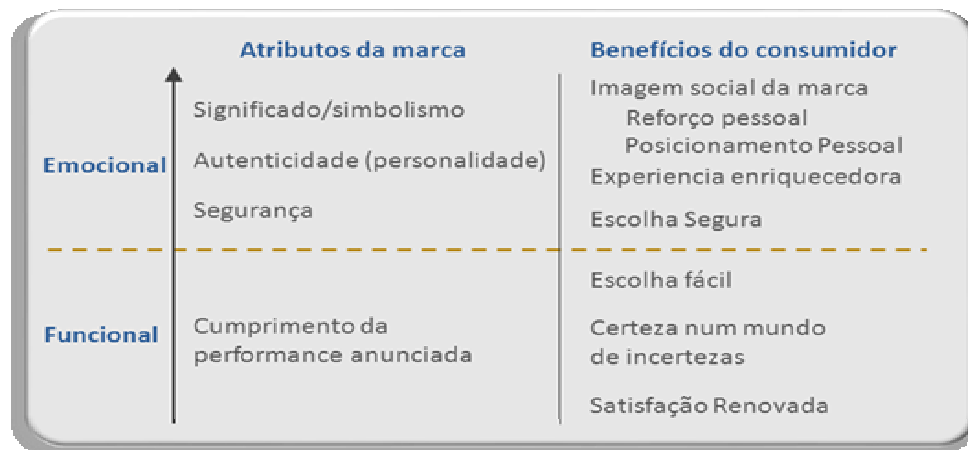 Atributos da marca
Benefícios do consumidor
Emocional
Significado/simbolismo
Autenticidade (personalidade)
Segurança
Imagem social da marca
Reforço pessoal
Posicionamento Pessoal
Experiencia enriquecedora
Escolha Segura
Funcional
Cumprimento da
performance anunciada
Escolha fácil
Certeza num mundo
de incertezas
Satisfação Renovada